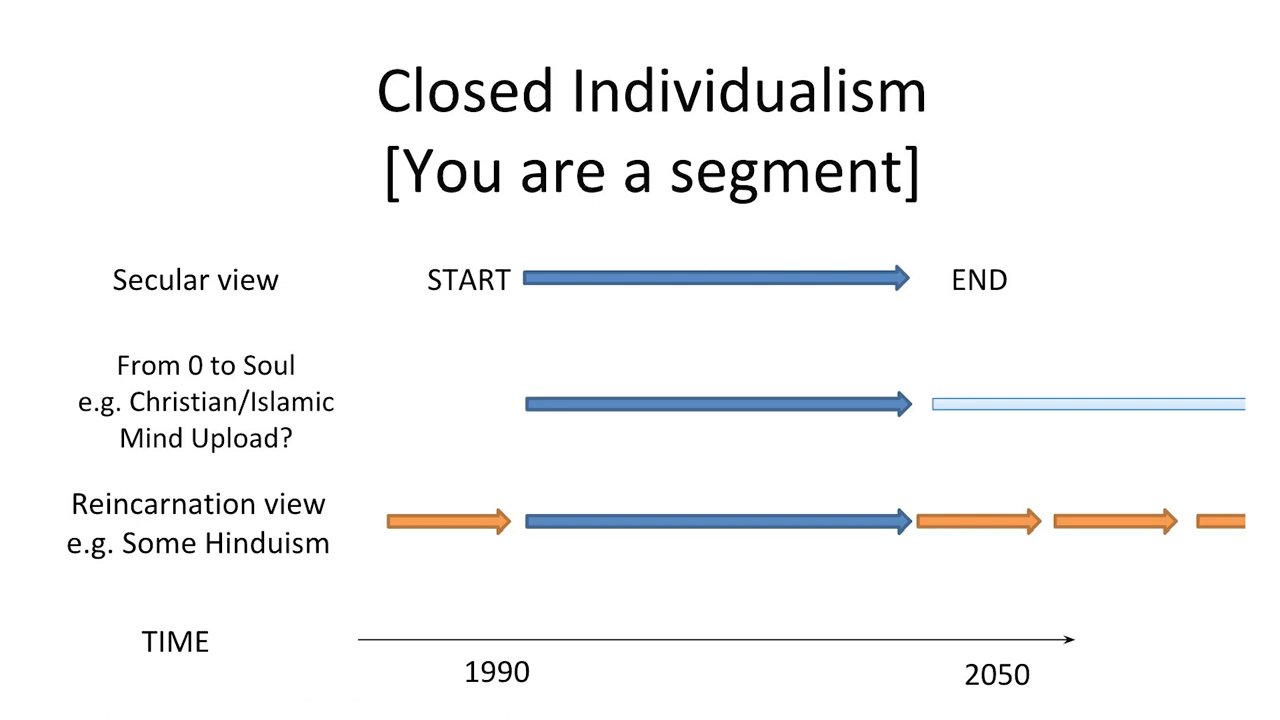 Closed Individualism
[You are a segment]
Secular view
START
END
From 0 to Soul
e.g. Christian/Islamic
Mind Upload?
Reincarnation view
e.g. Some Hinduism
TIME
1990
2050